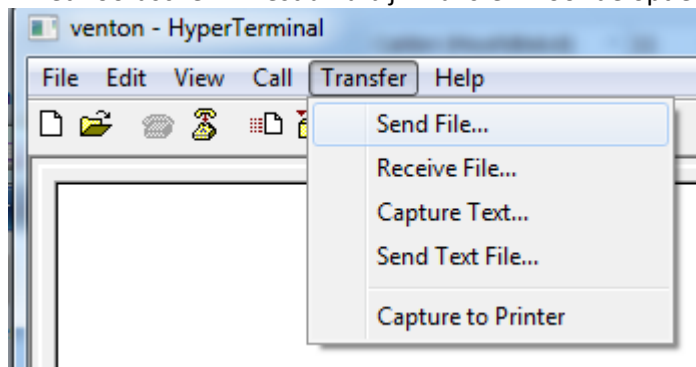 venton - HyperTerminal
File Edit View Call Transfer Help
Send File...
Receive File...
Capture Text...
Send Text File...
Capture to Printer